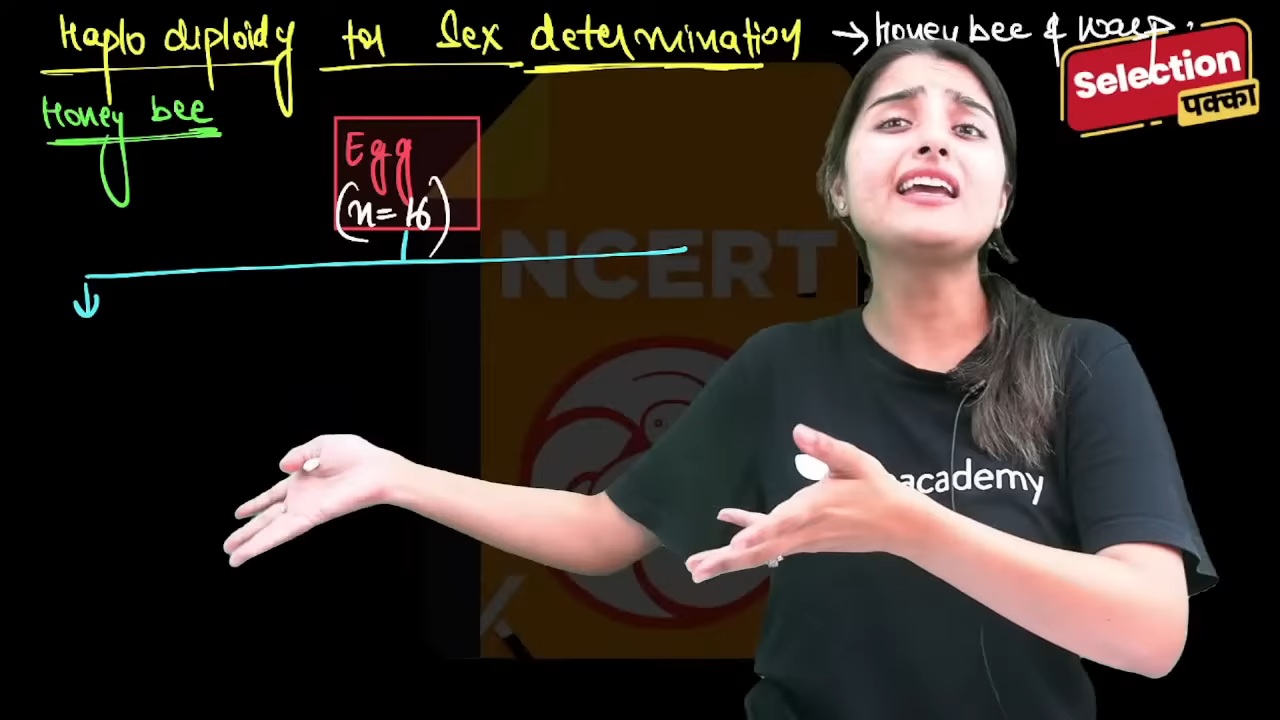 Haplo diploidy for Sex determination → Honey bee & wasp.
Selection
पक्का
Honey bee
Egg
(n=16)
NCERT
academy